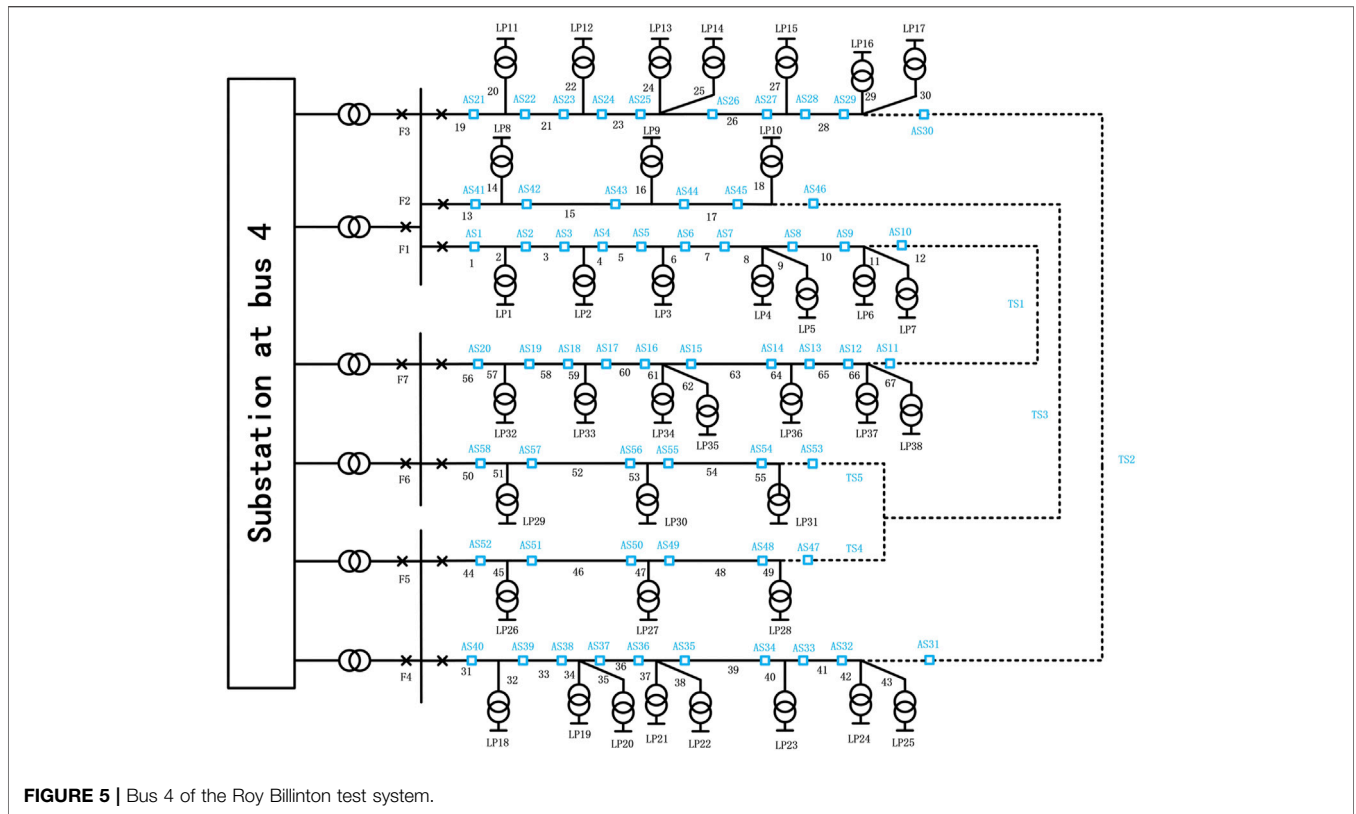 LP11 LP12 LP13 LP14 LP15 LP16 LP17
20 22 24 25 27 29 30
AS21 AS22 AS23 AS24 AS25 AS26 AS27 AS28 AS29 AS30
19 21 23 26 28
F3
LP8 LP9 LP10
14 16 18
AS41 AS42 AS43 AS44 AS45 AS46
F2
13 15 17
AS1 AS2 AS3 AS4 AS5 AS6 AS7 AS8 AS9 AS10
F1
1 2 3 4 5 6 7 8 9 10 11 12
LP1 LP2 LP3 LP4 LP5 LP6 LP7
TS1
Substation at bus 4
AS20 AS19 AS18 AS17 AS16 AS15 AS14 AS13 AS12 AS11
F7
56 57 58 59 60 61 62 63 64 65 66 67
LP32 LP33 LP34 LP35 LP36 LP37 LP38
TS3
TS2
AS58 AS57 AS56 AS55 AS54 AS53
F6
50 51 52 53 54 55
TS5
LP29 LP30 LP31
AS52 AS51 AS50 AS49 AS48 AS47
TS4
F5
44 45 46 47 48 49
LP26 LP27 LP28
AS40 AS39 AS38 AS37 AS36 AS35 AS34 AS33 AS32 AS31
F4
31 32 33 34 35 36 37 38 39 40 41 42 43
LP18 LP19 LP20 LP21 LP22 LP23 LP24 LP25
FIGURE 5 | Bus 4 of the Roy Billinton test system.